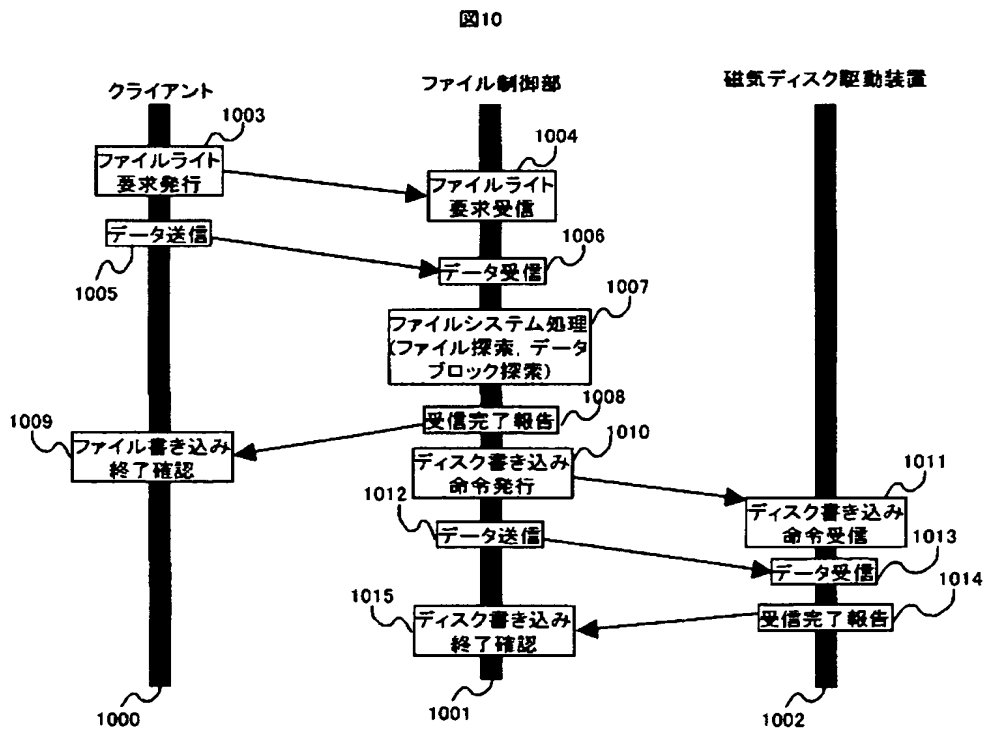 図10
クライアント
ファイル制御部
磁気ディスク駆動装置
1003
ファイルライト
要求発行
1004
ファイルライト
要求受信
データ送信
1005
1006
データ受信
1007
ファイルシステム処理
(ファイル探索, データ
ブロック探索)
1008
受信完了報告
1009
ファイル書き込み
終了確認
1010
ディスク書き込み
命令発行
1011
ディスク書き込み
命令受信
1012
データ送信
1013
データ受信
1014
受信完了報告
1015
ディスク書き込み
終了確認
1000
1001
1002